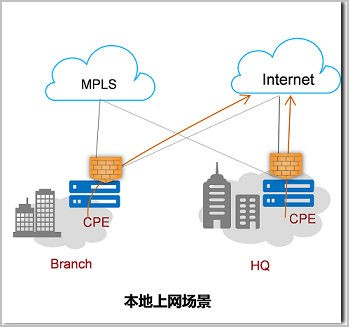 MPLS
Internet
CPE
CPE
Branch
HQ
本地上网场景